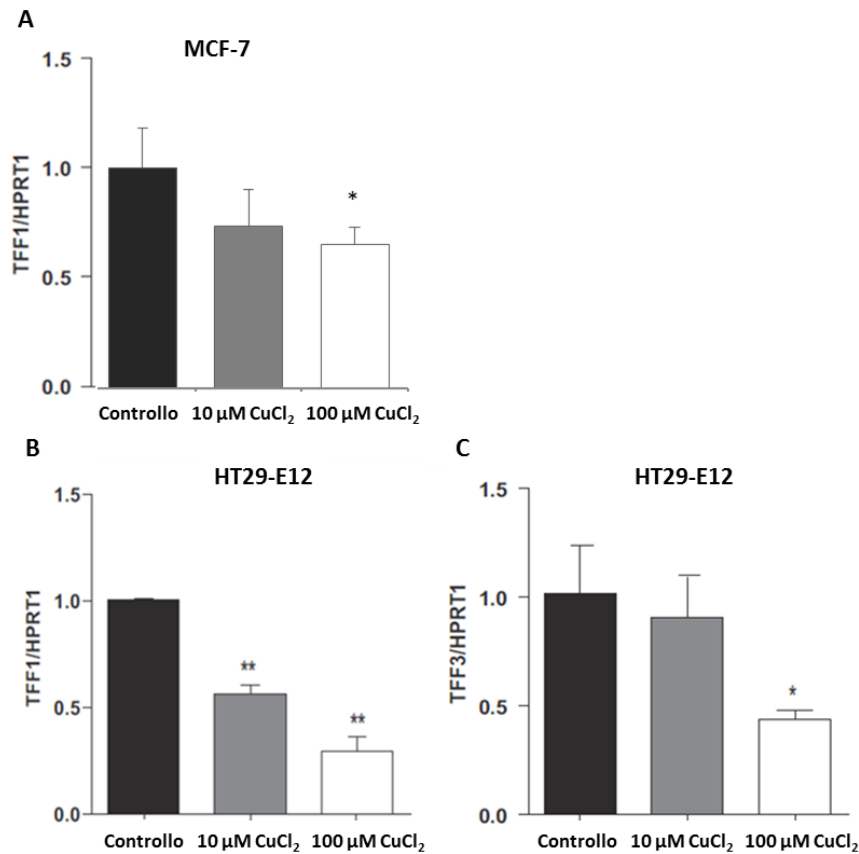 A
MCF-7
TFF1/HPRT1
1.5
1.0
*
0.5
0.0
Controllo 10 µM CuCl₂ 100 µM CuCl₂
B
HT29-E12
TFF1/HPRT1
1.5
1.0
**
0.5
**
0.0
Controllo 10 µM CuCl₂ 100 µM CuCl₂
C
HT29-E12
TFF3/HPRT1
1.5
1.0
*
0.5
0.0
Controllo 10 µM CuCl₂ 100 µM CuCl₂